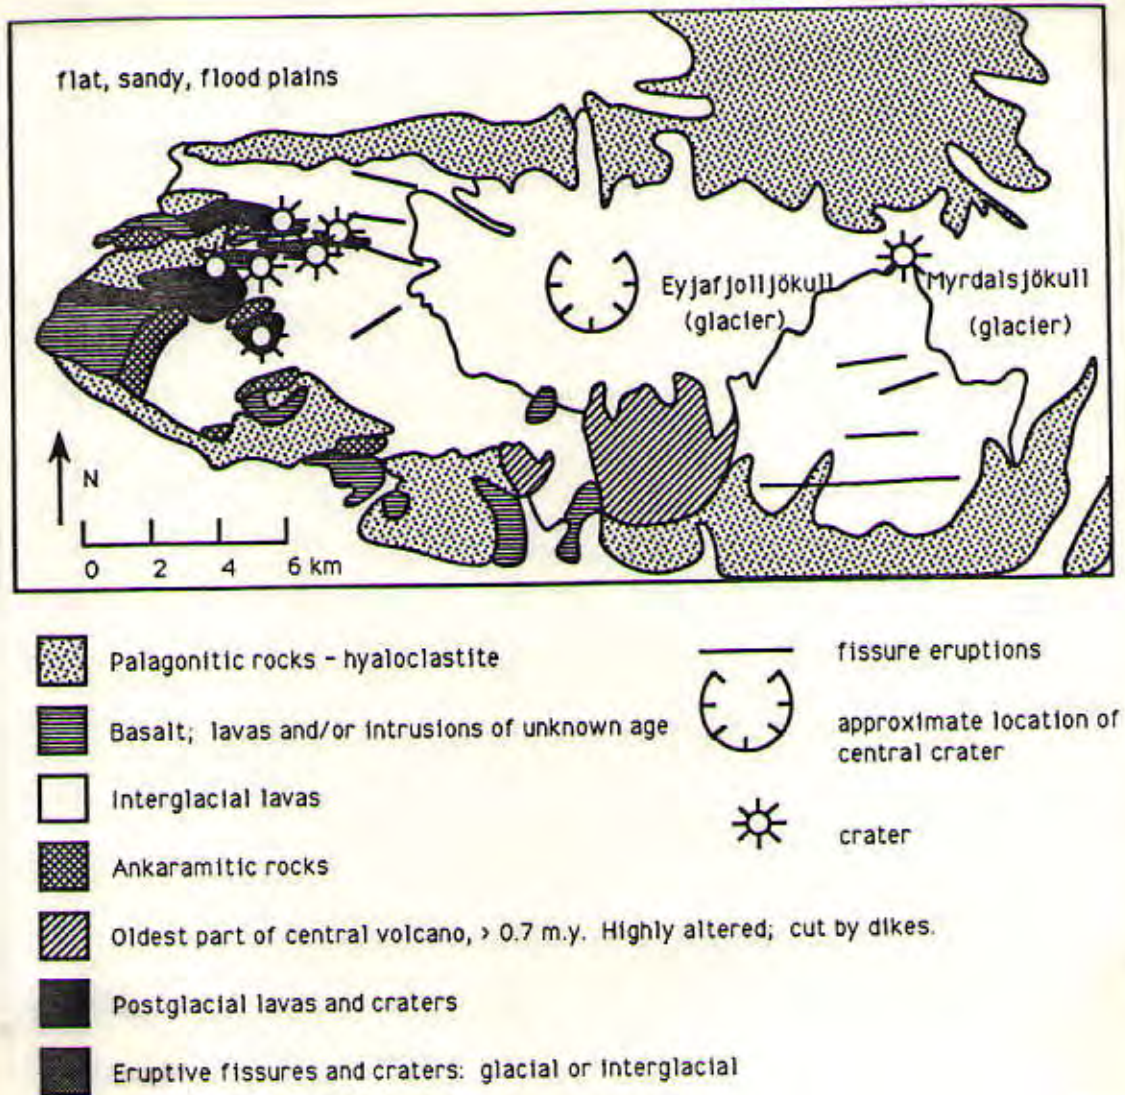 flat, sandy, flood plains
Eyjafjolljökull
(glacier)
Myrdalsjökull
(glacier)
N
0 2 4 6 km
Palagonitic rocks - hyaloclastite
Basalt; lavas and/or intrusions of unknown age
Interglacial lavas
Ankaramitic rocks
Oldest part of central volcano, > 0.7 m.y. Highly altered; cut by dikes.
Postglacial lavas and craters
Eruptive fissures and craters: glacial or interglacial
fissure eruptions
approximate location of
central crater
crater